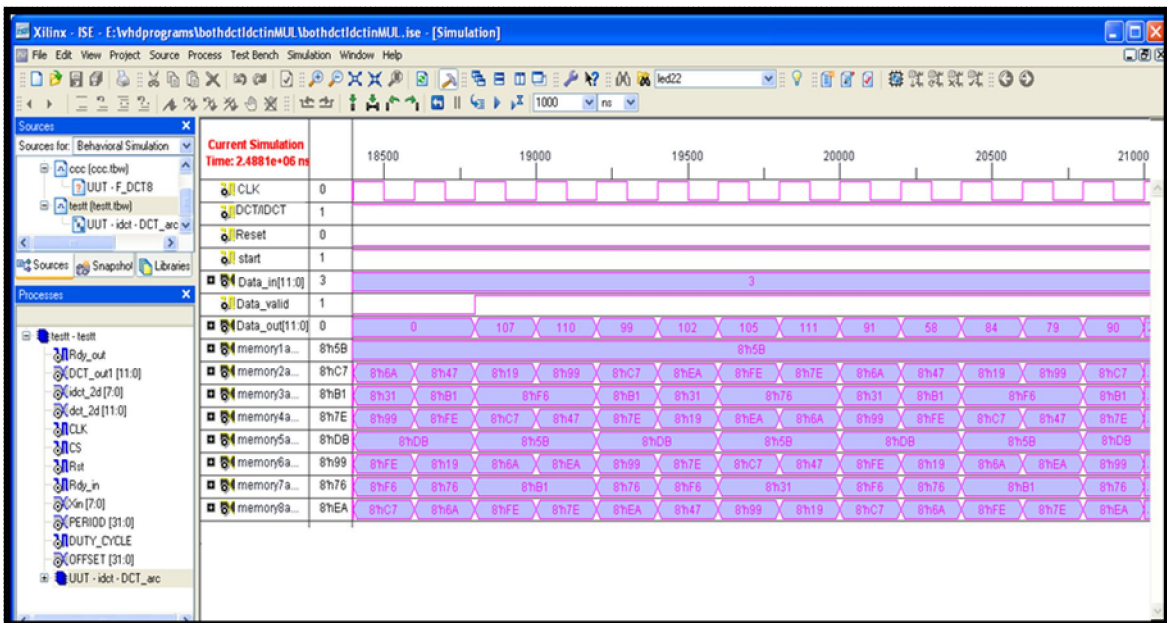 Xilinx - ISE - E:\vhdprograms\bothdctIdctinMUL\bothdctIdctinMUL.ise - [Simulation]
File Edit View Project Source Process Test Bench Simulation Window Help
led22
1000 ns
Sources
Sources for: Behavioral Simulation
ccc (ccc.tbw)
UUT - F_DCT8
testt (testt.tbw)
UUT - idct - DCT_arc
Sources Snapshot Libraries
Processes
testt - testt
Rdy_out
DCT_out1 [11:0]
idct_2d [7:0]
dct_2d [11:0]
CLK
CS
Rst
Rdy_in
Xin [7:0]
PERIOD [31:0]
DUTY_CYCLE
OFFSET [31:0]
UUT - idct - DCT_arc
Current Simulation
Time: 2.4881e+06 ns
18500 19000 19500 20000 20500 21000
CLK 0
DCT/IDCT 1
Reset 0
start 1
Data_in[11:0] 3 3
Data_valid 1
Data_out[11:0] 0 0 107 110 99 102 105 111 91 58 84 79 90
memory1a... 8'h5B 8'h5B
memory2a... 8'hC7 8'h6A 8'h47 8'h19 8'h99 8'hC7 8'hEA 8'hFE 8'h7E 8'h6A 8'h47 8'h19 8'h99 8'hC7
memory3a... 8'hB1 8'h31 8'hB1 8'hF6 8'hB1 8'h31 8'h76 8'h31 8'hB1 8'hF6 8'hB1
memory4a... 8'h7E 8'h99 8'hFE 8'hC7 8'h47 8'h7E 8'h19 8'hEA 8'h6A 8'h99 8'hFE 8'hC7 8'h47 8'h7E
memory5a... 8'hDB 8'hDB 8'h5B 8'hDB 8'h5B 8'hDB 8'h5B 8'hDB
memory6a... 8'h99 8'hFE 8'h19 8'h6A 8'hEA 8'h99 8'h7E 8'hC7 8'h47 8'hFE 8'h19 8'h6A 8'hEA 8'h99
memory7a... 8'h76 8'hF6 8'h76 8'hB1 8'h76 8'hF6 8'h31 8'hF6 8'h76 8'hB1 8'h76
memory8a... 8'hEA 8'hC7 8'h6A 8'hFE 8'h7E 8'hEA 8'h47 8'h99 8'h19 8'hC7 8'h6A 8'hFE 8'h7E 8'hEA